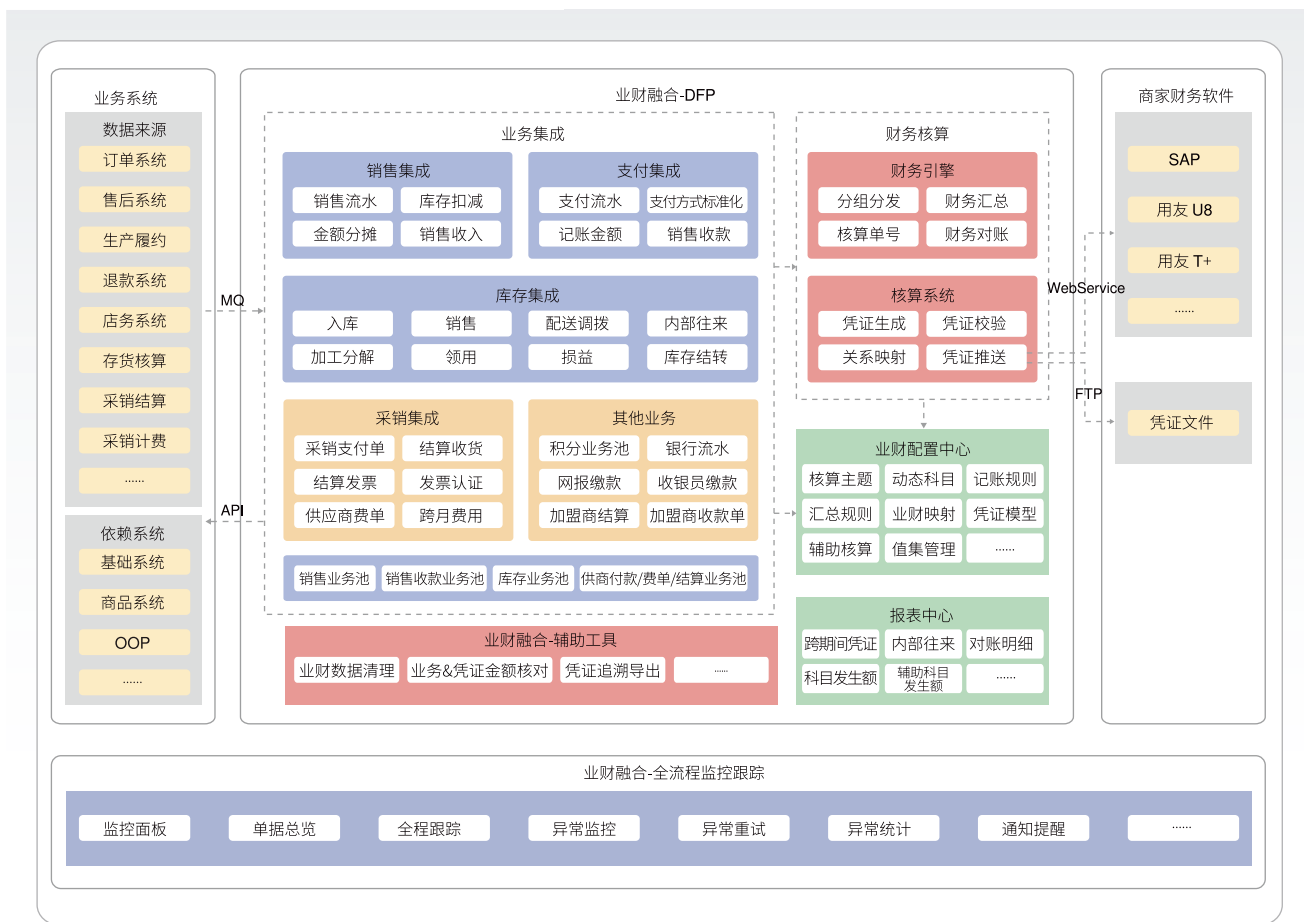 业务系统
数据来源
订单系统
售后系统
生产履约
退款系统
店务系统
存货核算
采销结算
采销计费
······
依赖系统
基础系统
商品系统
OOP
······
MQ
API
业财融合-DFP
业务集成
销售集成
销售流水 库存扣减
金额分摊 销售收入
支付集成
支付流水 支付方式标准化
记账金额 销售收款
库存集成
入库 销售 配送调拨 内部往来
加工分解 领用 损益 库存结转
采销集成
采销支付单 结算收货
结算发票 发票认证
供应商费单 跨月费用
其他业务
积分业务池 银行流水
网报缴款 收银员缴款
加盟商结算 加盟商收款单
销售业务池 销售收款业务池 库存业务池 供商付款/费单/结算业务池
业财融合-辅助工具
业财数据清理 业务&凭证金额核对 凭证追溯导出 ······
财务核算
财务引擎
分组分发 财务汇总
核算单号 财务对账
核算系统
凭证生成 凭证校验
关系映射 凭证推送
业财配置中心
核算主题 动态科目 记账规则
汇总规则 业财映射 凭证模型
辅助核算 值集管理 ······
报表中心
跨期间凭证 内部往来 对账明细
科目发生额 辅助科目
发生额 ······
WebService
FTP
商家财务软件
SAP
用友 U8
用友 T+
······
凭证文件
业财融合-全流程监控跟踪
监控面板 单据总览 全程跟踪 异常监控 异常重试 异常统计 通知提醒 ······